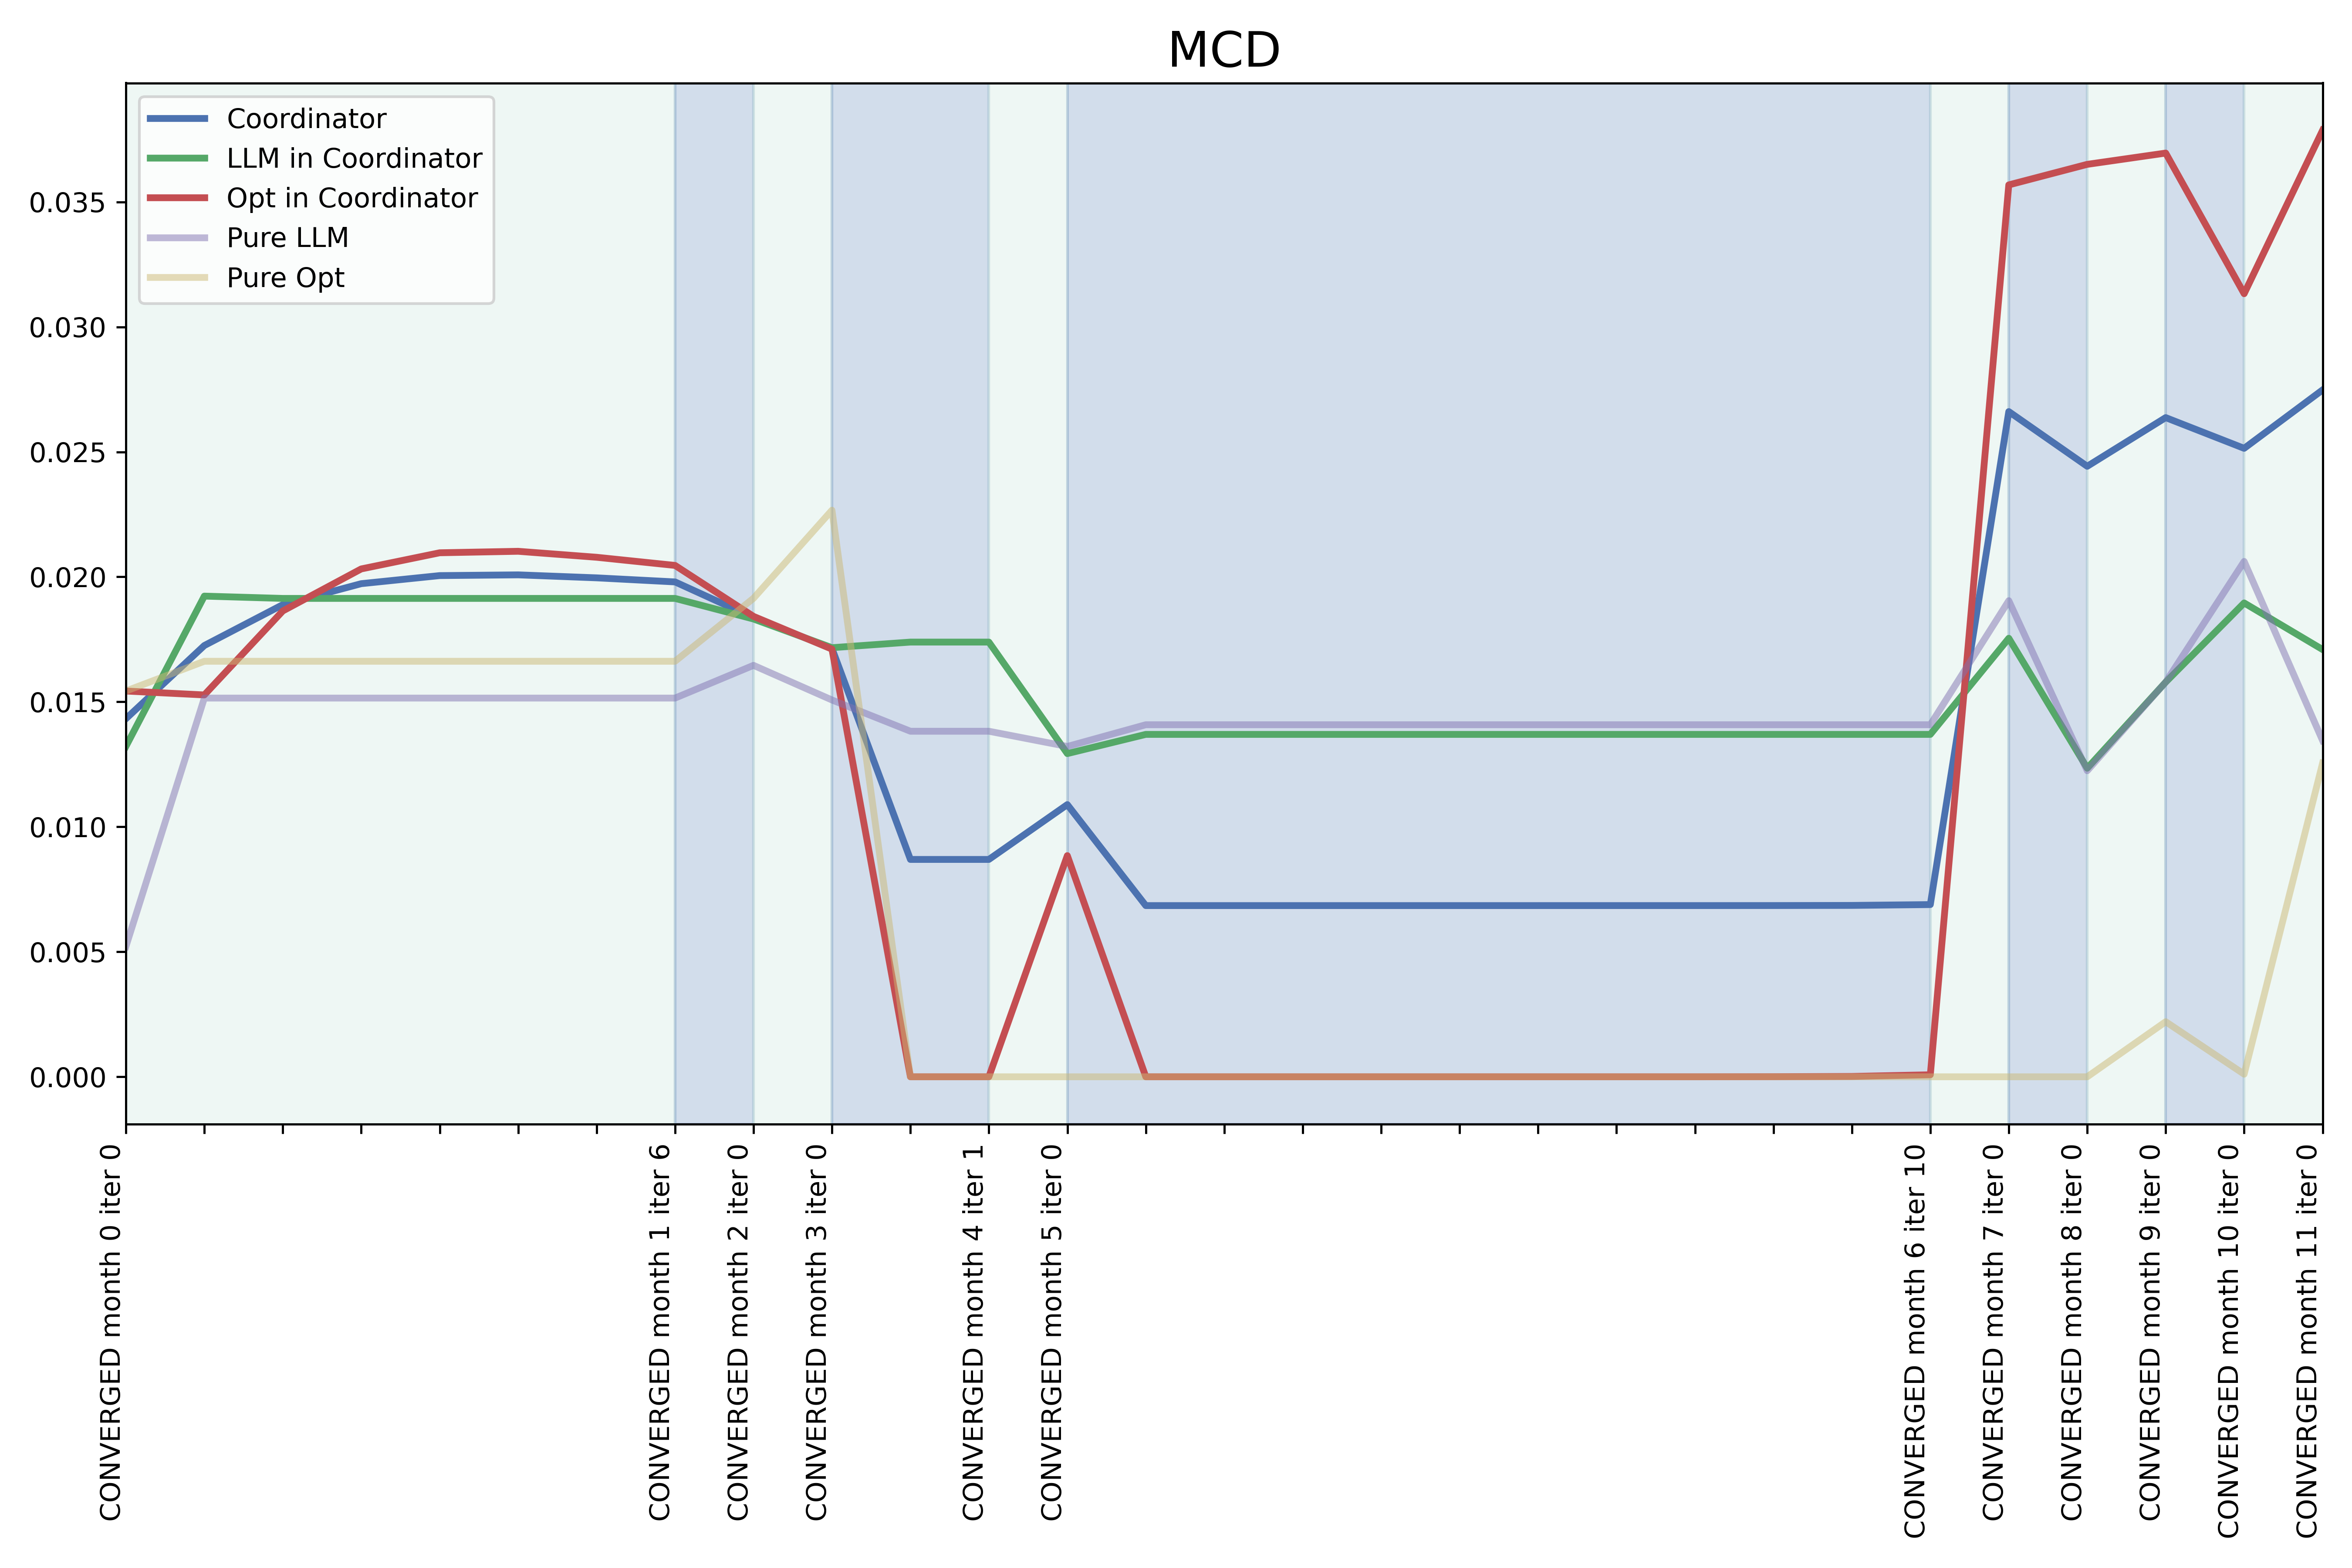 MCD
Coordinator
LLM in Coordinator
Opt in Coordinator
Pure LLM
Pure Opt
0.035
0.030
0.025
0.020
0.015
0.010
0.005
0.000
CONVERGED month 0 iter 0
CONVERGED month 1 iter 6
CONVERGED month 2 iter 0
CONVERGED month 3 iter 0
CONVERGED month 4 iter 1
CONVERGED month 5 iter 0
CONVERGED month 6 iter 10
CONVERGED month 7 iter 0
CONVERGED month 8 iter 0
CONVERGED month 9 iter 0
CONVERGED month 10 iter 0
CONVERGED month 11 iter 0